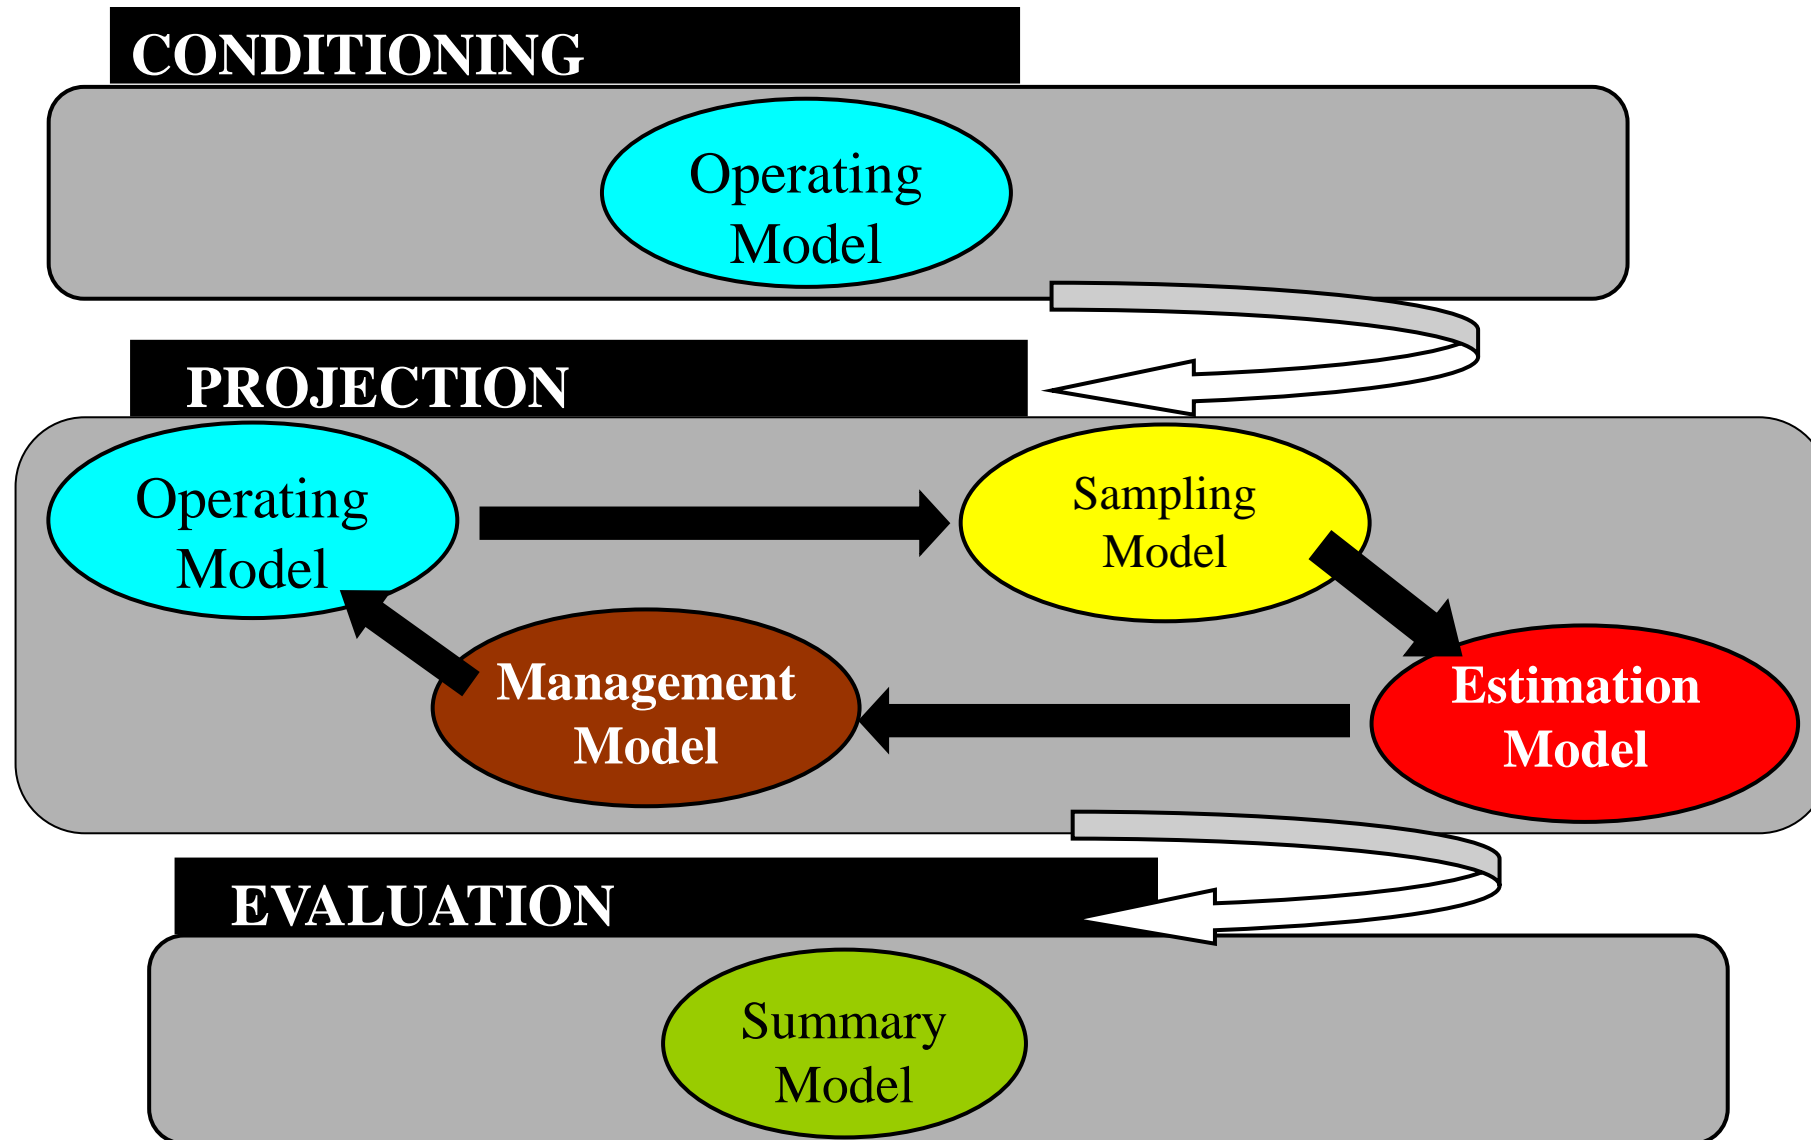 CONDITIONING
Operating
Model
PROJECTION
Operating
Model
Sampling
Model
Management
Model
Estimation
Model
EVALUATION
Summary
Model